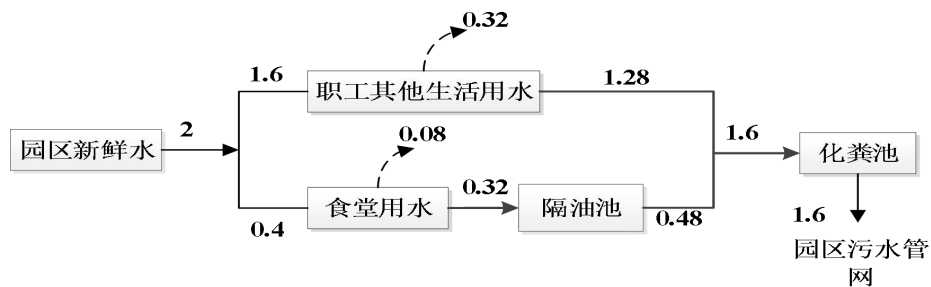 0.32
1.6
职工其他生活用水
1.28
园区新鲜水
2
0.08
1.6
化粪池
0.4
食堂用水
0.32
隔油池
0.48
1.6
园区污水管
网